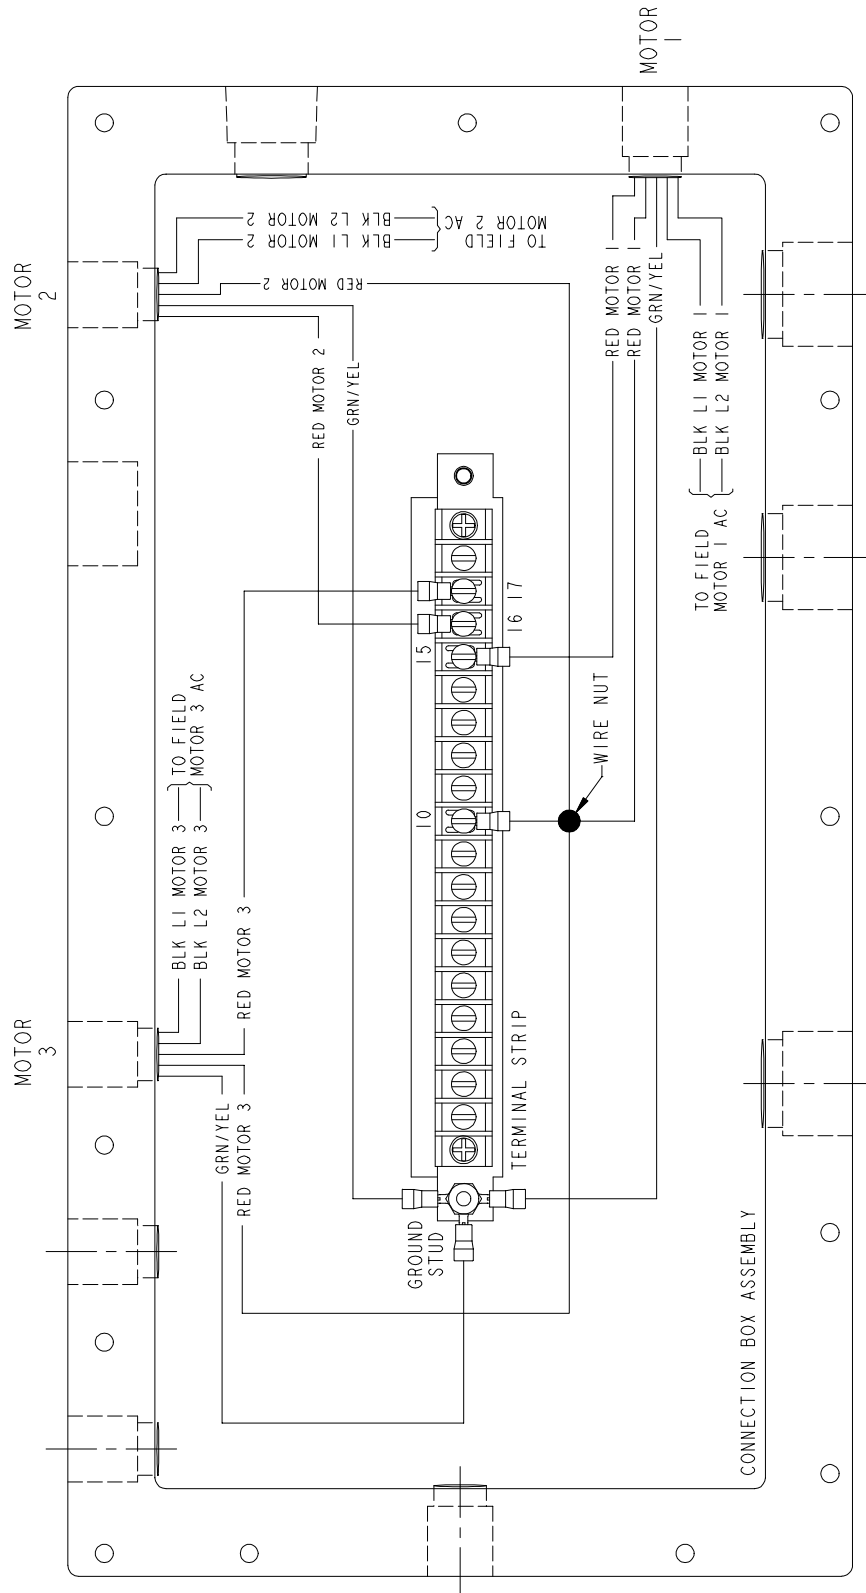 MOTOR
1
MOTOR
2
BLK L2 MOTOR 2
BLK L1 MOTOR 2
TO FIELD
MOTOR 2 AC
RED MOTOR 2
RED MOTOR 2
GRN/YEL
RED MOTOR 1
RED MOTOR 1
GRN/YEL
BLK L1 MOTOR 1
BLK L2 MOTOR 1
TO FIELD
MOTOR 1 AC
17
16
15
10
WIRE NUT
TO FIELD
MOTOR 3 AC
BLK L1 MOTOR 3
BLK L2 MOTOR 3
RED MOTOR 3
MOTOR
3
GRN/YEL
RED MOTOR 3
TERMINAL STRIP
GROUND
STUD
CONNECTION BOX ASSEMBLY